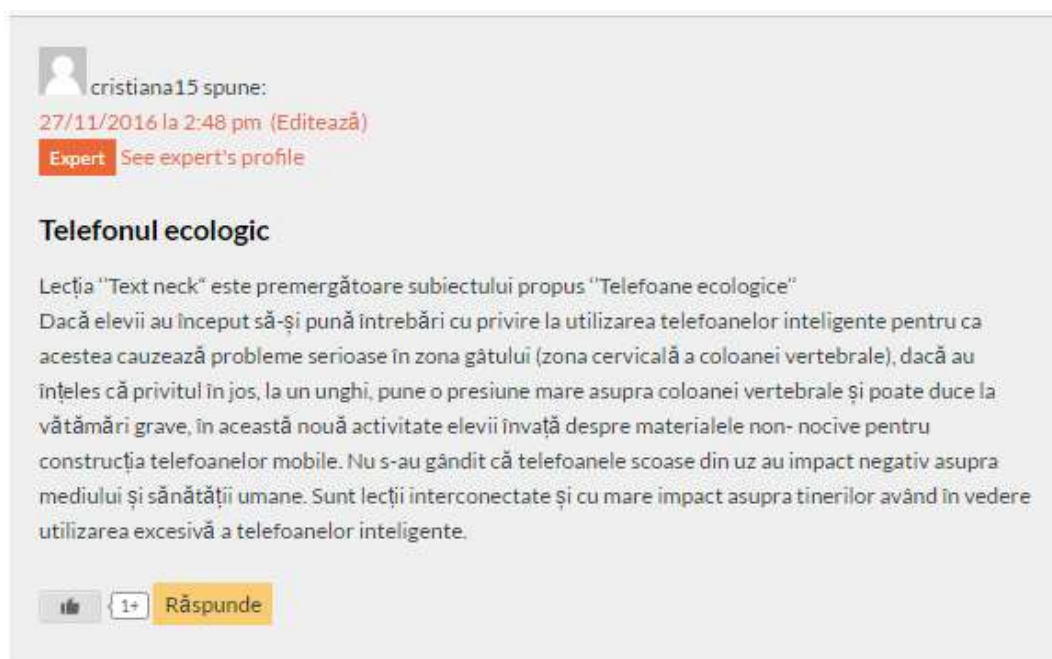 cristiana15 spune:
27/11/2016 la 2:48 pm (Editează)
Expert See expert's profile
Telefonul ecologic
Lecția ‘‘Text neck“ este premergătoare subiectului propus ‘‘Telefoane ecologice‘‘
Dacă elevii au început să-și pună întrebări cu privire la utilizarea telefoanelor inteligente pentru ca
acestea cauzează probleme serioase în zona gâtului (zona cervicală a coloanei vertebrale), dacă au
înțeles că privitul în jos, la un unghi, pune o presiune mare asupra coloanei vertebrale și poate duce la
vătămări grave, în această nouă activitate elevii învață despre materialele non- nocive pentru
construcția telefoanelor mobile. Nu s-au gândit că telefoanele scoase din uz au impact negativ asupra
mediului și sănătății umane. Sunt lecții interconectate și cu mare impact asupra tinerilor având în vedere
utilizarea excesivă a telefoanelor inteligente.
1+ Răspunde